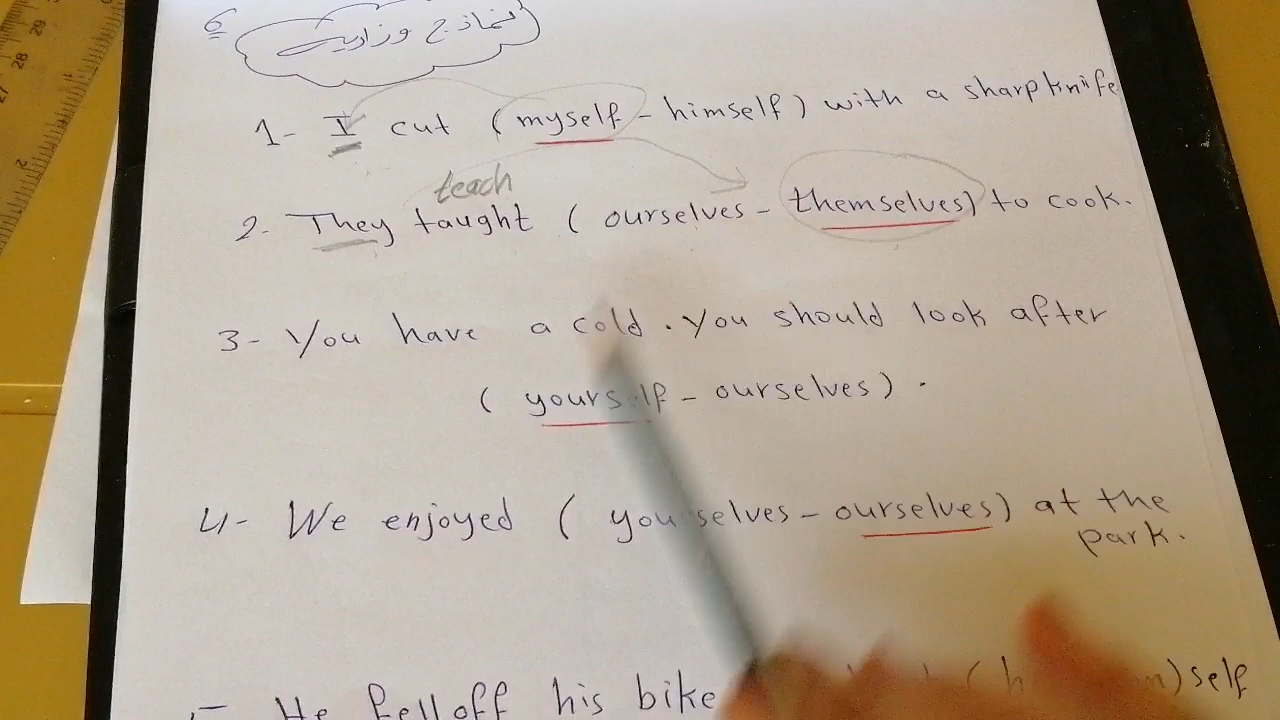 6
نماذج وزارية
1- I cut (myself - himself) with a sharp knife
teach
2- They taught (ourselves - themselves) to cook.
3- You have a cold. You should look after
(yourself - ourselves).
4- We enjoyed (youselves - ourselves) at the
park.
He fell off his bike self